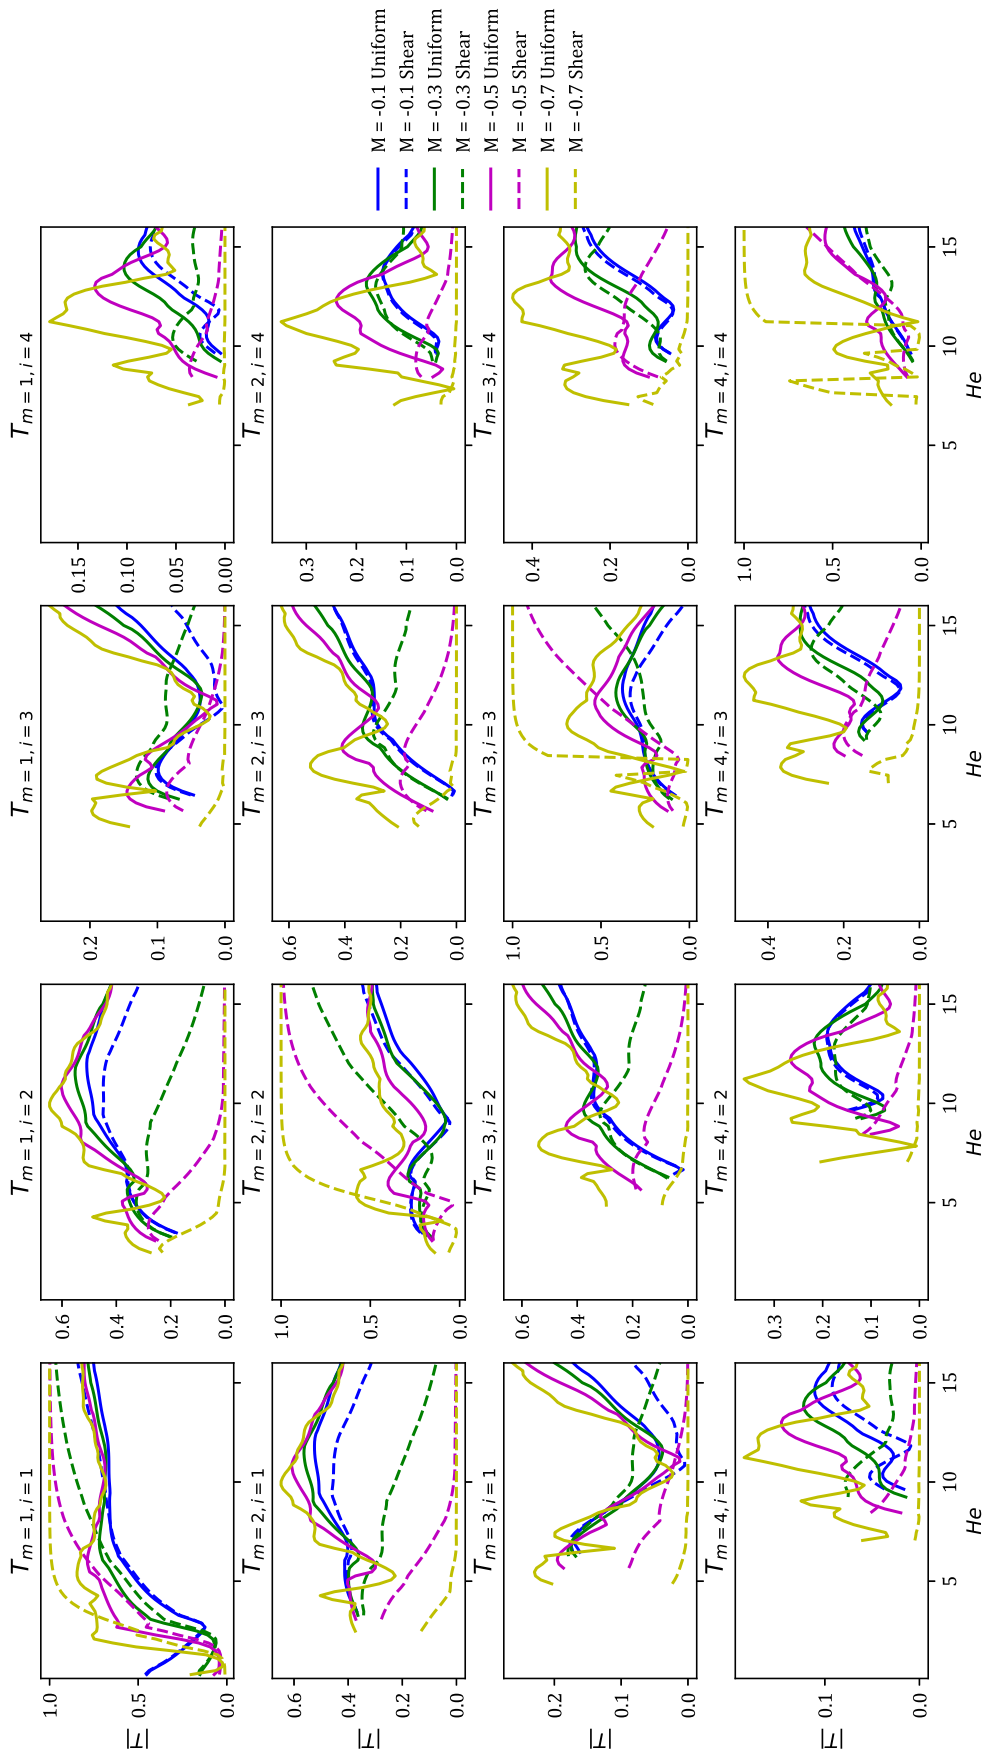 T_{m=1,i=1}
T_{m=1,i=2}
T_{m=1,i=3}
T_{m=1,i=4}
|T|
1.0
0.5
0.0
0.6
0.4
0.2
0.0
0.2
0.1
0.0
0.15
0.10
0.05
0.00
T_{m=2,i=1}
T_{m=2,i=2}
T_{m=2,i=3}
T_{m=2,i=4}
|T|
0.6
0.4
0.2
0.0
1.0
0.5
0.0
0.6
0.4
0.2
0.0
0.3
0.2
0.1
0.0
T_{m=3,i=1}
T_{m=3,i=2}
T_{m=3,i=3}
T_{m=3,i=4}
|T|
0.2
0.1
0.0
0.6
0.4
0.2
0.0
1.0
0.5
0.0
0.4
0.2
0.0
T_{m=4,i=1}
T_{m=4,i=2}
T_{m=4,i=3}
T_{m=4,i=4}
|T|
0.1
0.0
0.3
0.2
0.1
0.0
0.4
0.2
0.0
1.0
0.5
0.0
5 10 15
He
5 10 15
He
5 10 15
He
5 10 15
He
M = -0.1 Uniform
M = -0.1 Shear
M = -0.3 Uniform
M = -0.3 Shear
M = -0.5 Uniform
M = -0.5 Shear
M = -0.7 Uniform
M = -0.7 Shear